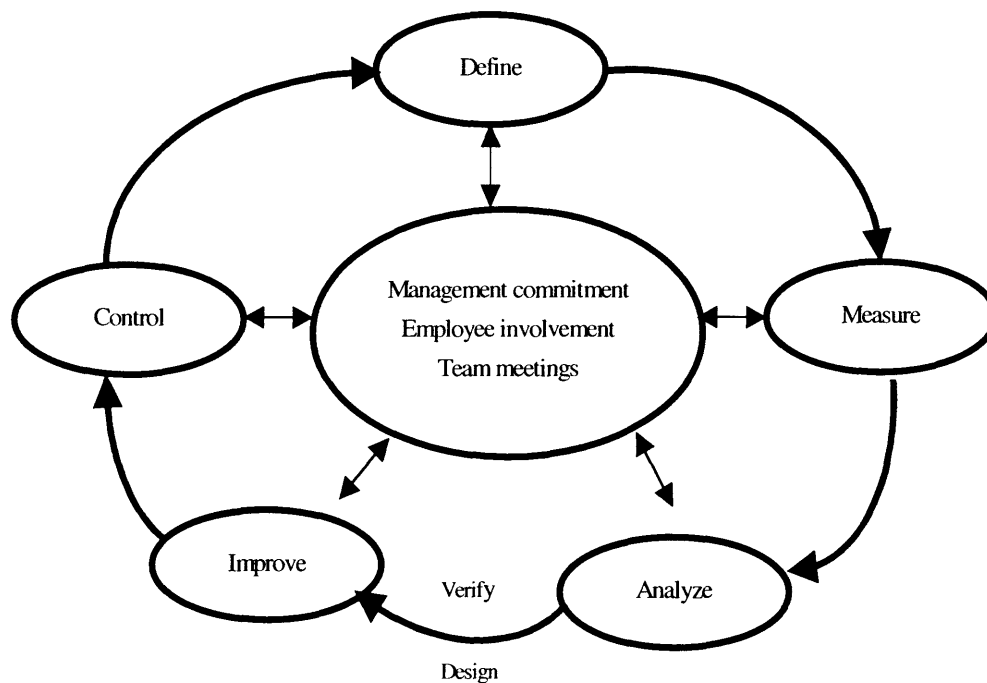 Define
Management commitment
Employee involvement
Team meetings
Control
Measure
Improve
Verify
Analyze
Design